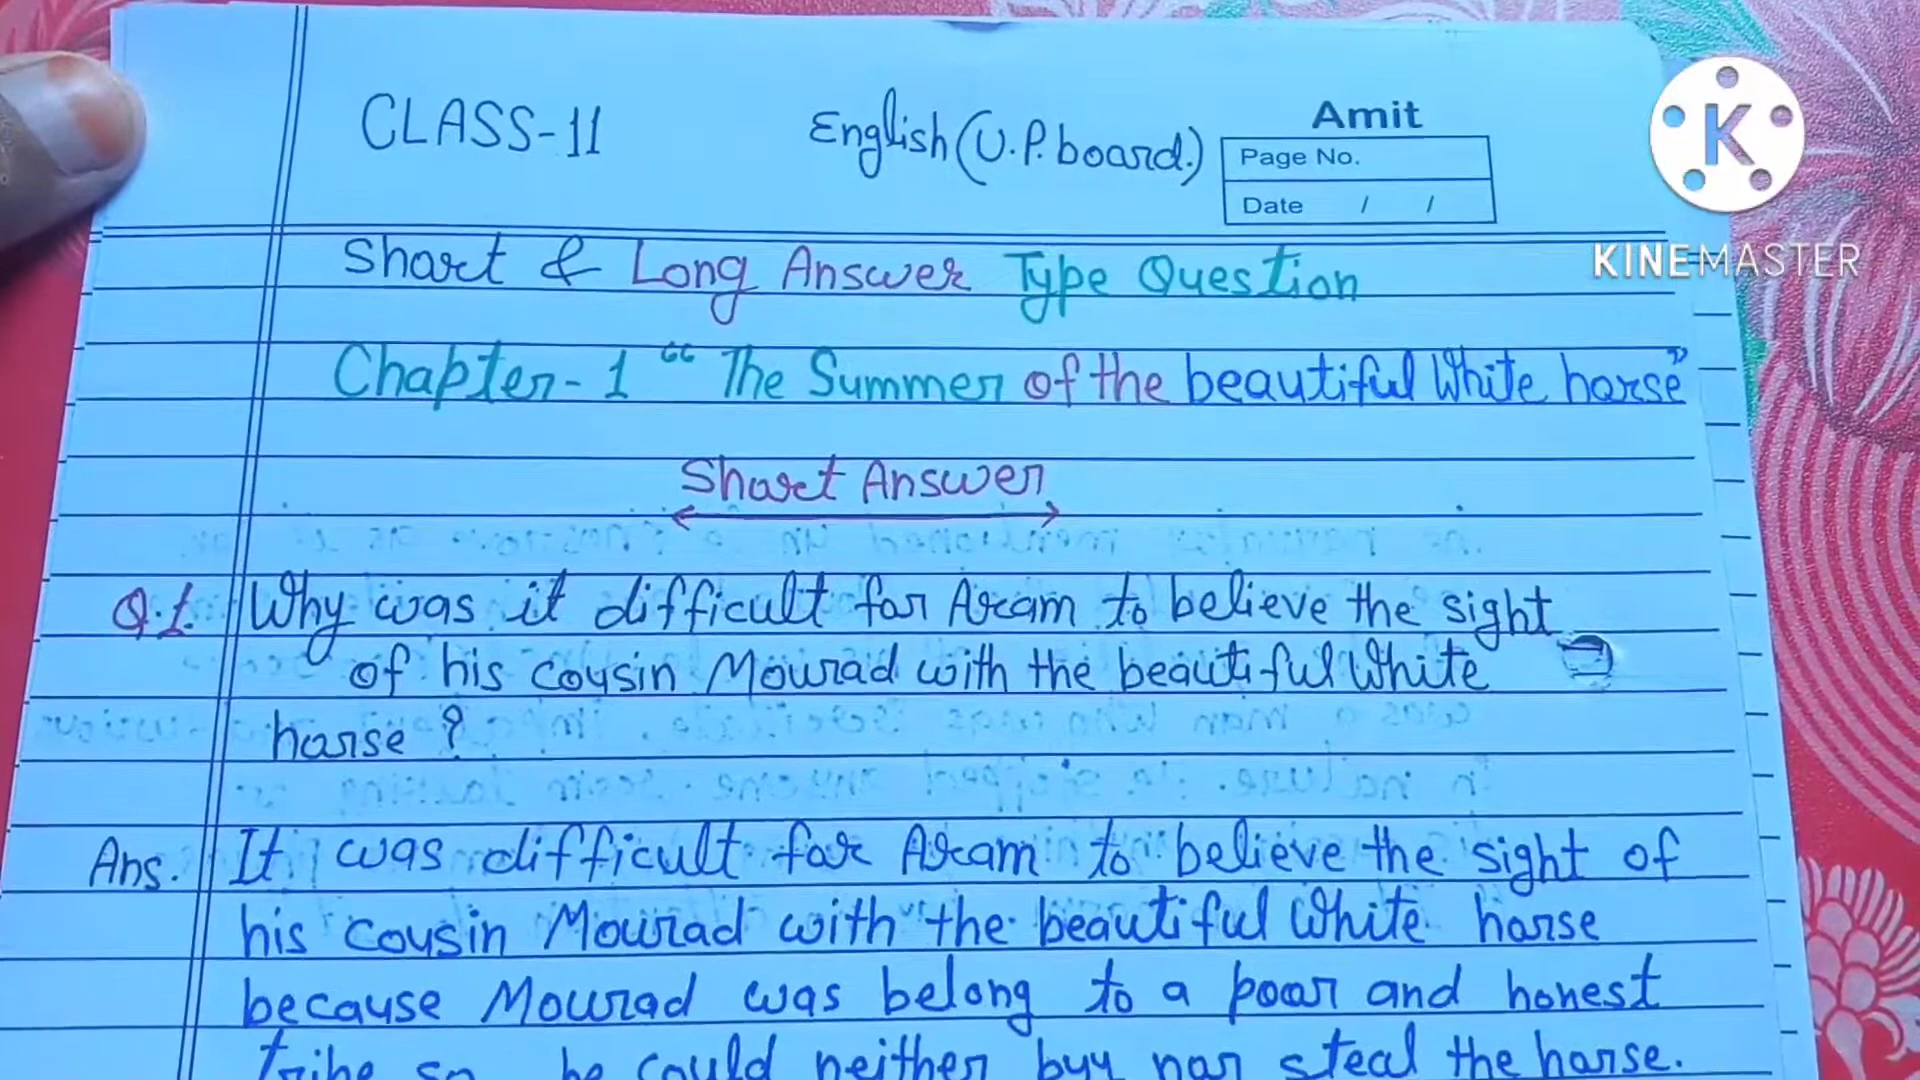 CLASS-11 English (U.P. board.)
Amit
Page No.
Date / /
K
KINEMASTER
Short & Long Answer Type Question
Chapter-1 "The Summer of the beautiful White horse"
Short Answer
Q.1. Why was it difficult for Aram to believe the sight
of his cousin Mourad with the beautiful White
horse ?
Ans. It was difficult for Aram to believe the sight of
his cousin Mourad with the beautiful White horse
because Mourad was belong to a poor and honest
tribe so he could neither buy nor steal the horse.